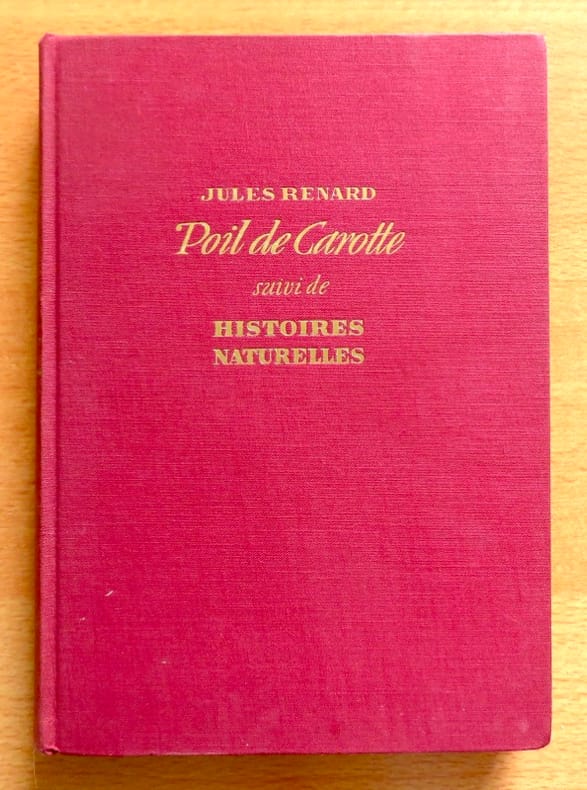 JULES RENARD
Poil de Carotte
suivi de
HISTOIRES
NATURELLES